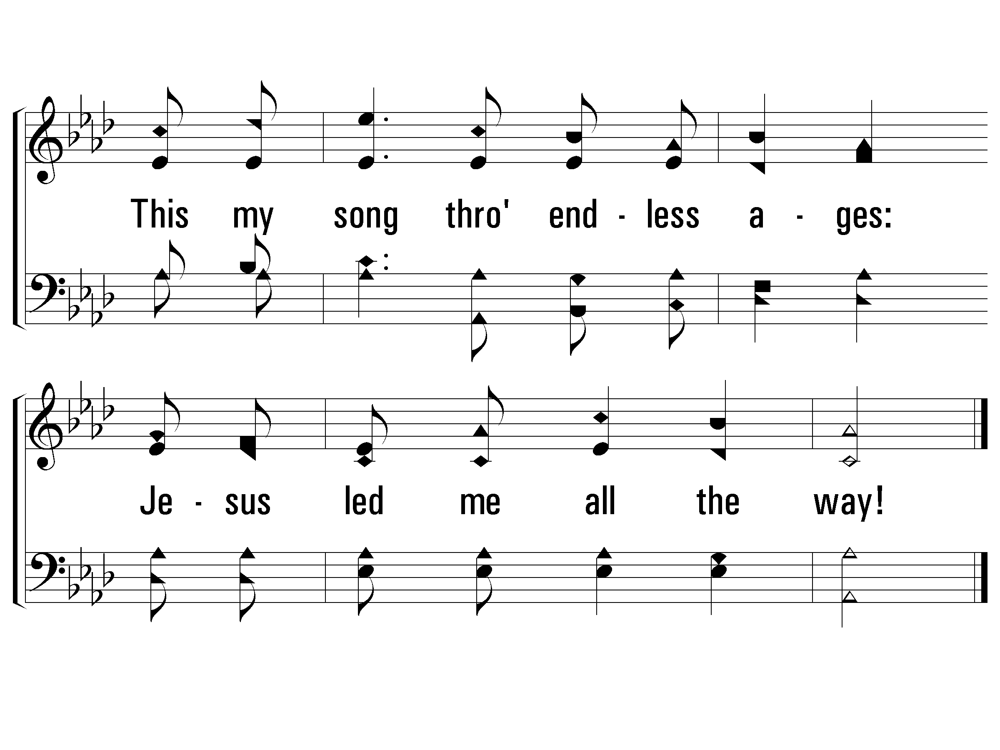 This my song thro' end - less a - ges:
Je - sus led me all the way!